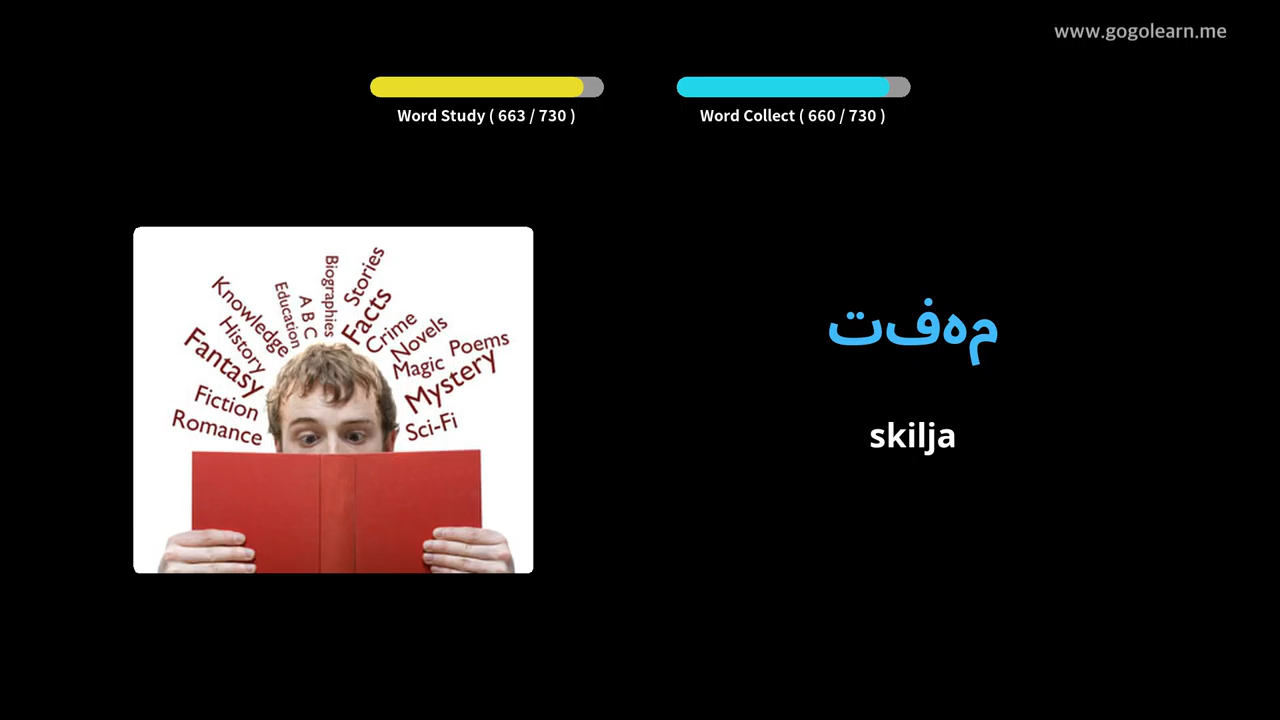 www.gogolearn.me
Word Study ( 663 / 730 )
Word Collect ( 660 / 730 )
Knowledge
Education
A B C
Biographies
Stories
Facts
Crime
Novels
Poems
Magic
Mystery
Sci-Fi
History
Fantasy
Fiction
Romance
مهفت
skilja